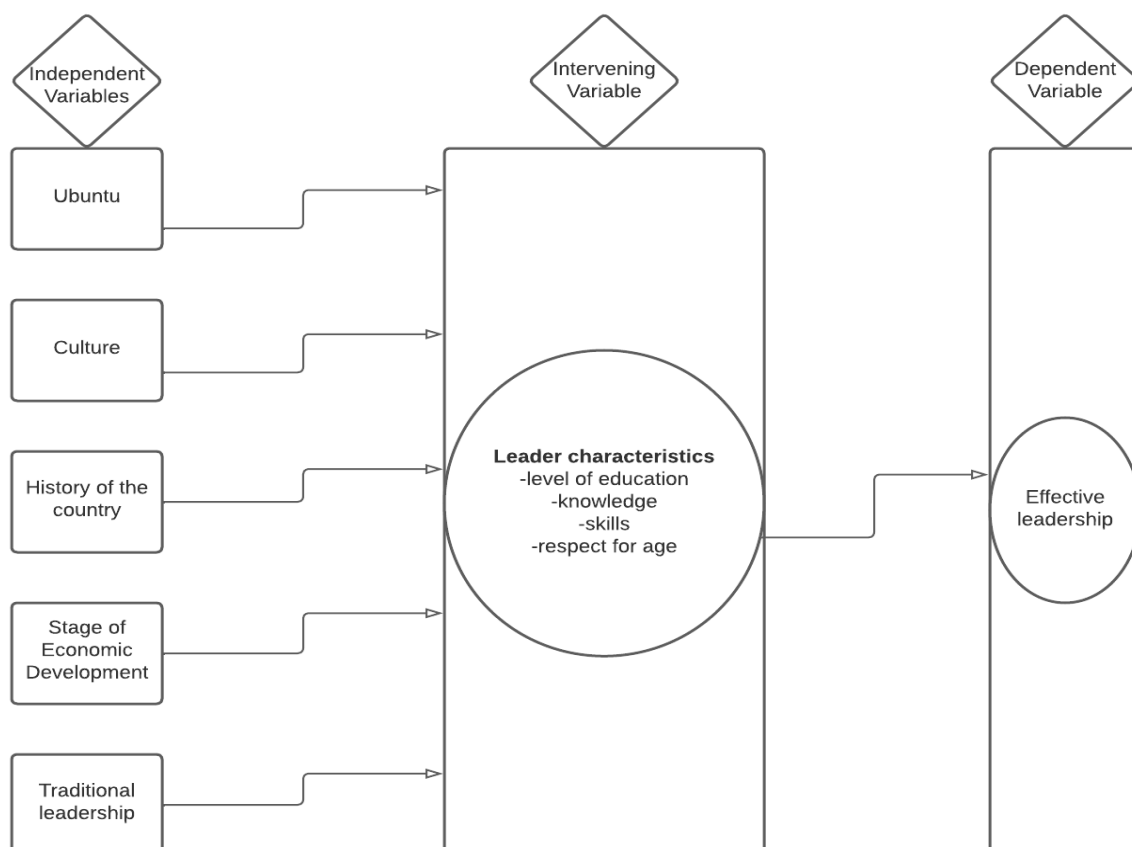 Independent
Variables
Intervening
Variable
Dependent
Variable
Ubuntu
Culture
History of the
country
Stage of
Economic
Development
Traditional
leadership
Leader characteristics
-level of education
-knowledge
-skills
-respect for age
Effective
leadership